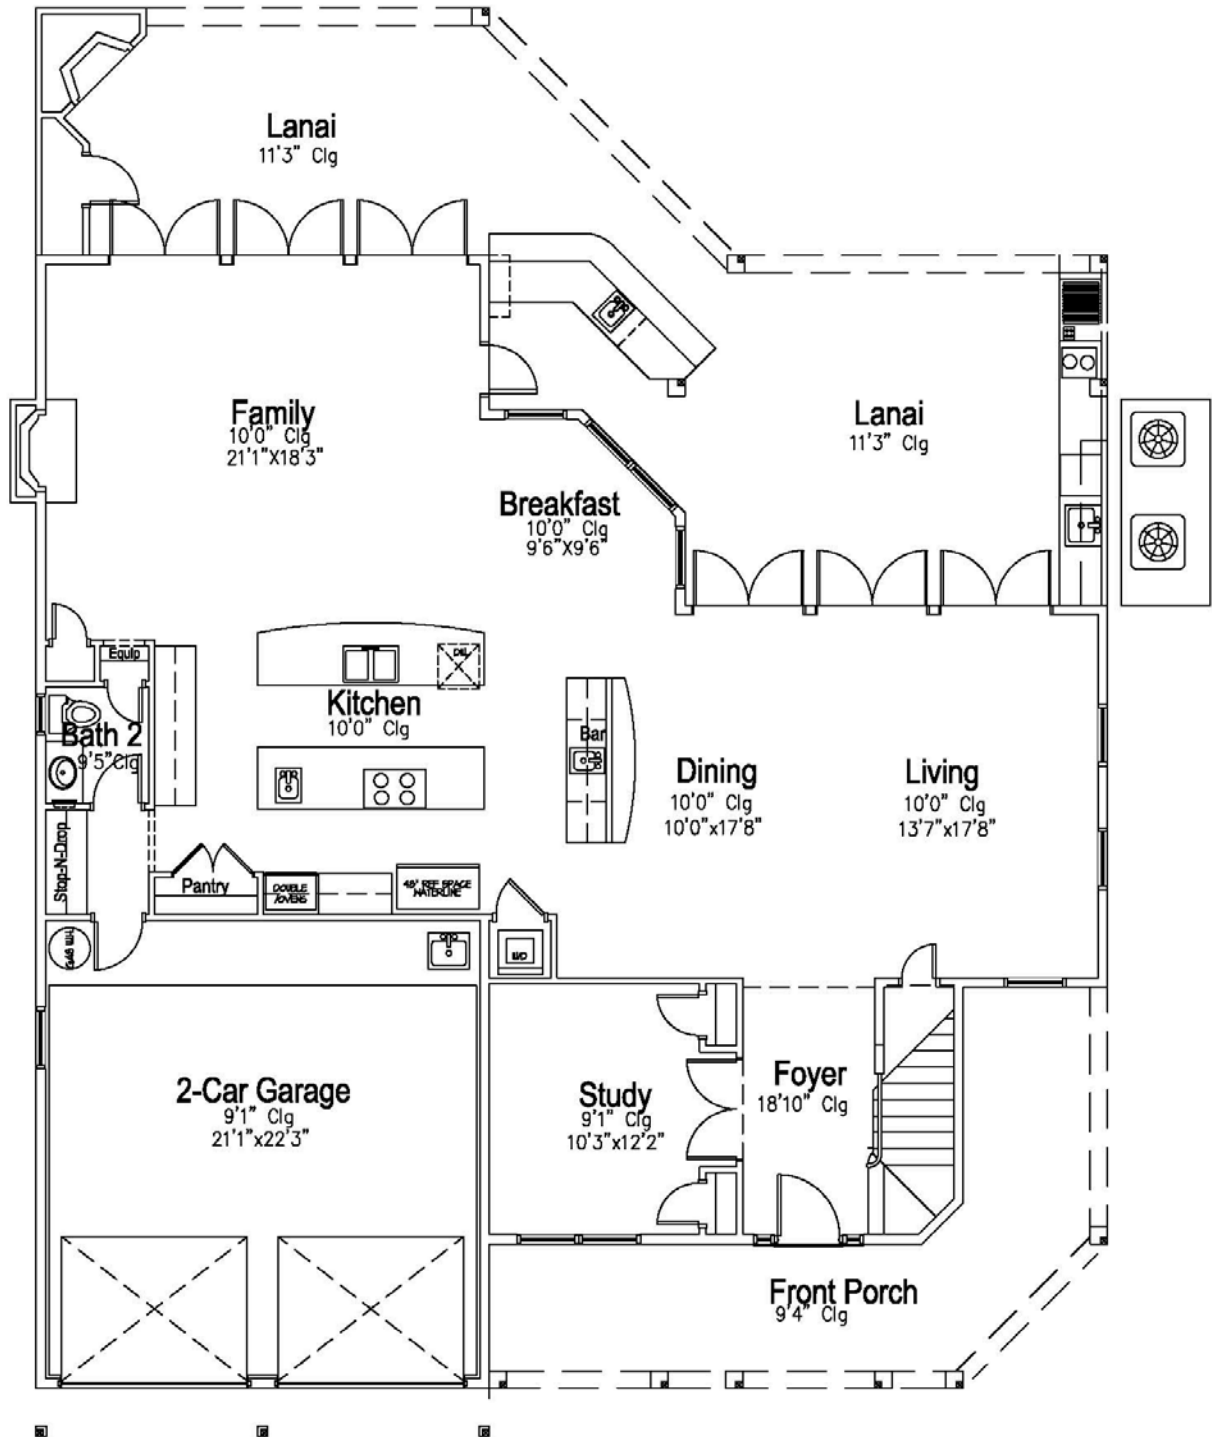 Lanai
11'3" Clg
Family
10'0" Clg
21'1"X18'3"
Lanai
11'3" Clg
Breakfast
10'0" Clg
9'6"X9'6"
Equip
DW
Kitchen
10'0" Clg
Bath 2
9'5" Clg
Bar
Dining
10'0" Clg
10'0"x17'8"
Living
10'0" Clg
13'7"x17'8"
Stop-N-Drop
Pantry
DOUBLE
OVENS
48" REF SPACE
WATERLINE
GAS WH
2-Car Garage
9'1" Clg
21'1"x22'3"
Study
9'1" Clg
10'3"x12'2"
Foyer
18'10" Clg
Front Porch
9'4" Clg